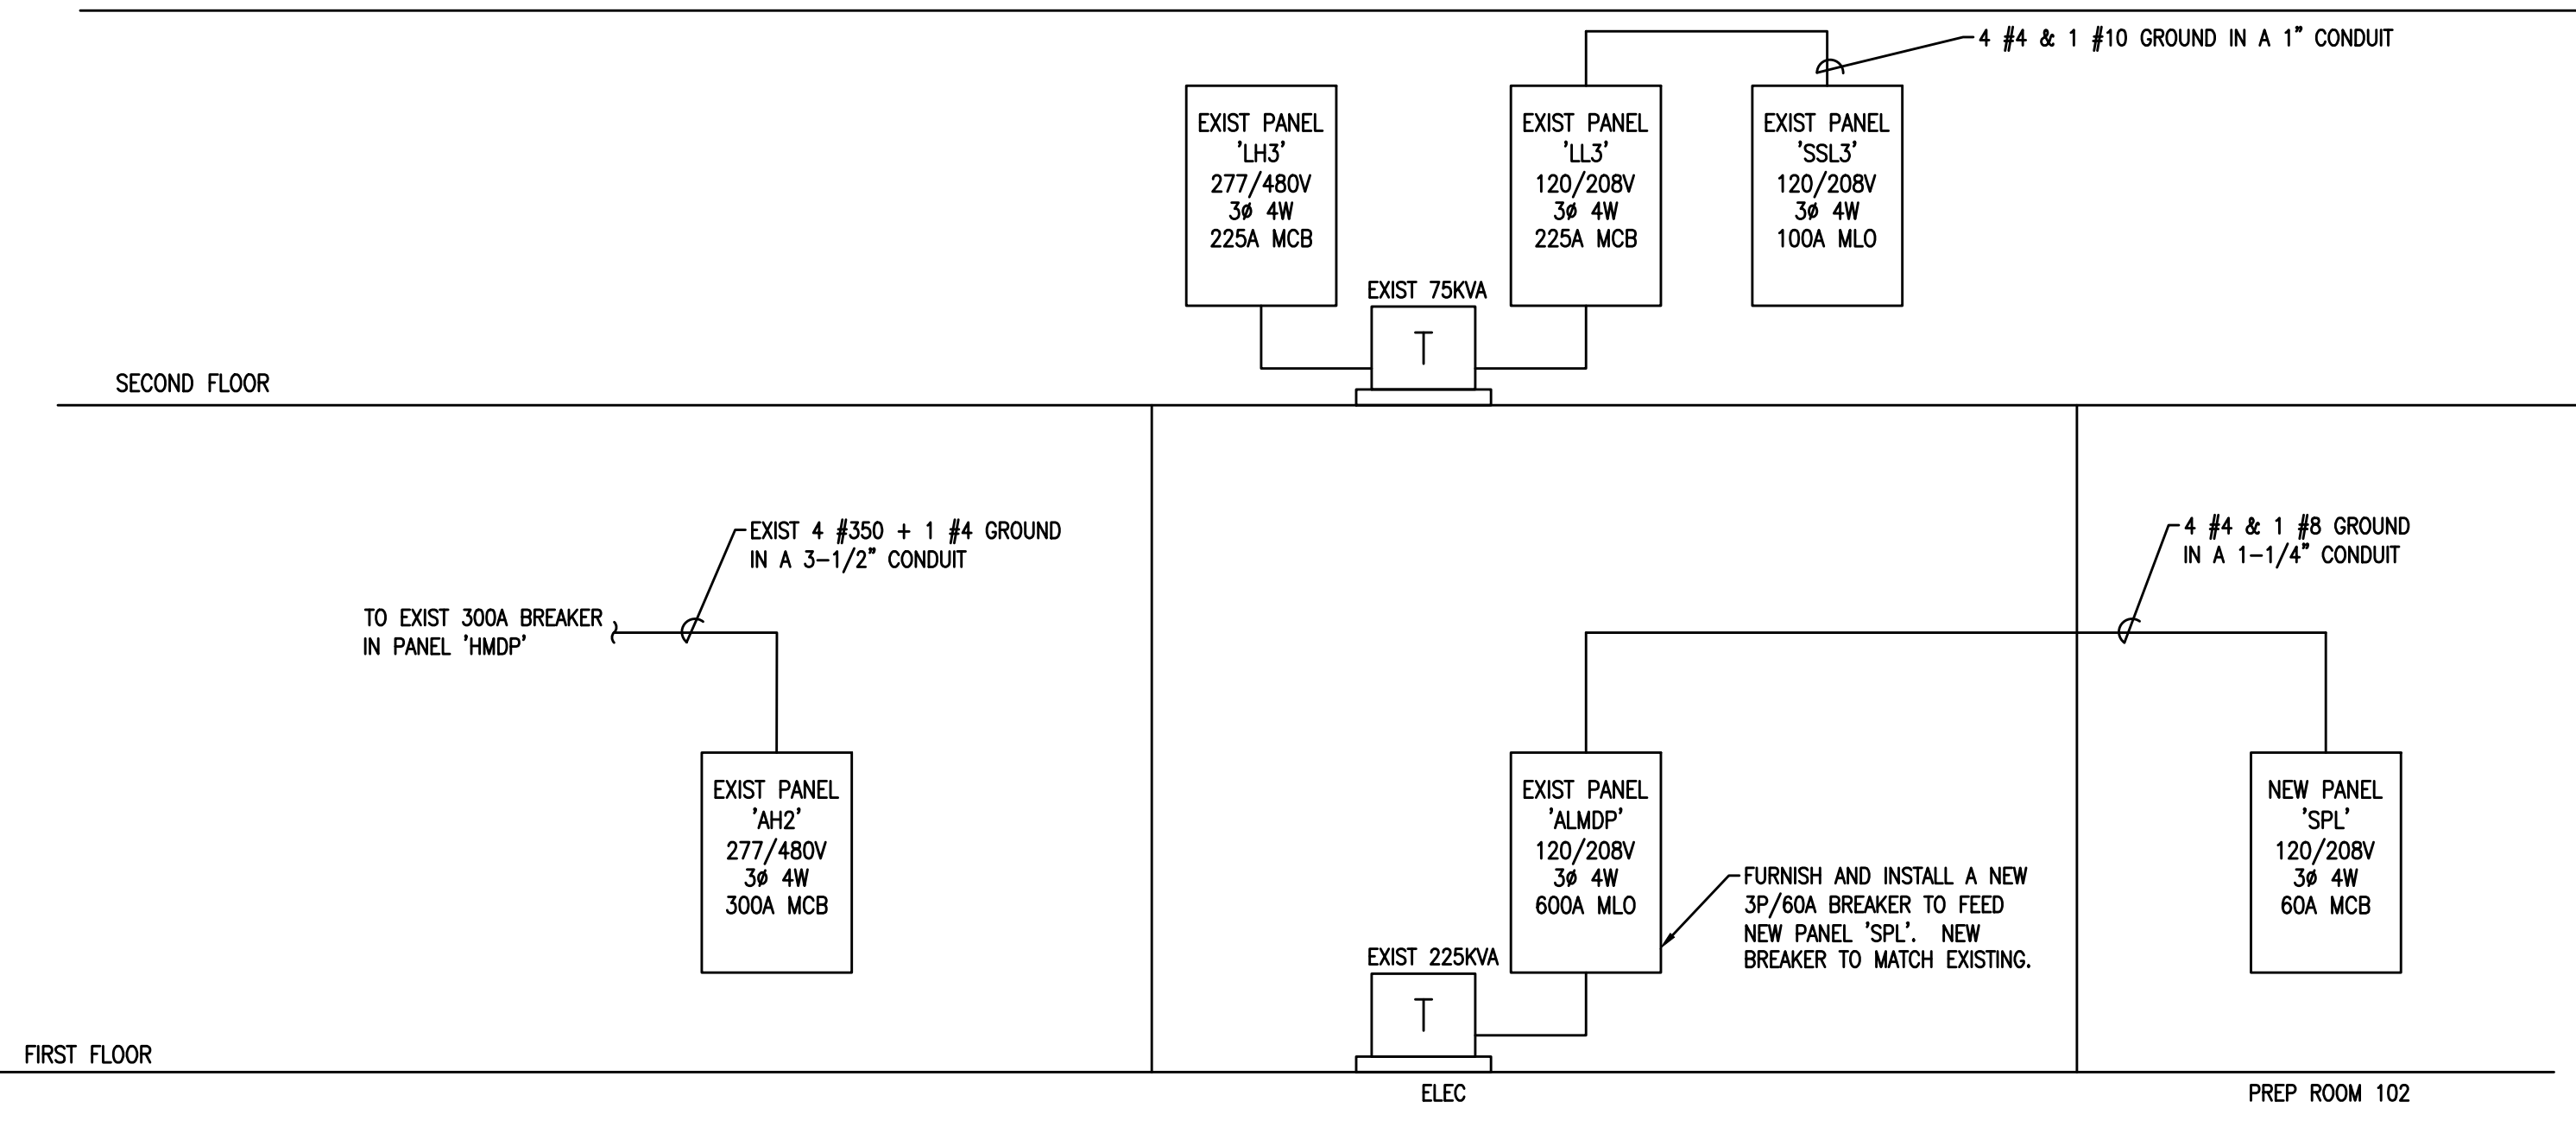 4 #4 & 1 #10 GROUND IN A 1" CONDUIT
EXIST PANEL
'LH3'
277/480V
3ø 4W
225A MCB
EXIST PANEL
'LL3'
120/208V
3ø 4W
225A MCB
EXIST PANEL
'SSL3'
120/208V
3ø 4W
100A MLO
EXIST 75KVA
T
SECOND FLOOR
EXIST 4 #350 + 1 #4 GROUND
IN A 3-1/2" CONDUIT
TO EXIST 300A BREAKER
IN PANEL 'HMDP'
4 #4 & 1 #8 GROUND
IN A 1-1/4" CONDUIT
EXIST PANEL
'AH2'
277/480V
3ø 4W
300A MCB
EXIST PANEL
'ALMDP'
120/208V
3ø 4W
600A MLO
FURNISH AND INSTALL A NEW
3P/60A BREAKER TO FEED
NEW PANEL 'SPL'. NEW
BREAKER TO MATCH EXISTING.
NEW PANEL
'SPL'
120/208V
3ø 4W
60A MCB
EXIST 225KVA
T
FIRST FLOOR
ELEC
PREP ROOM 102